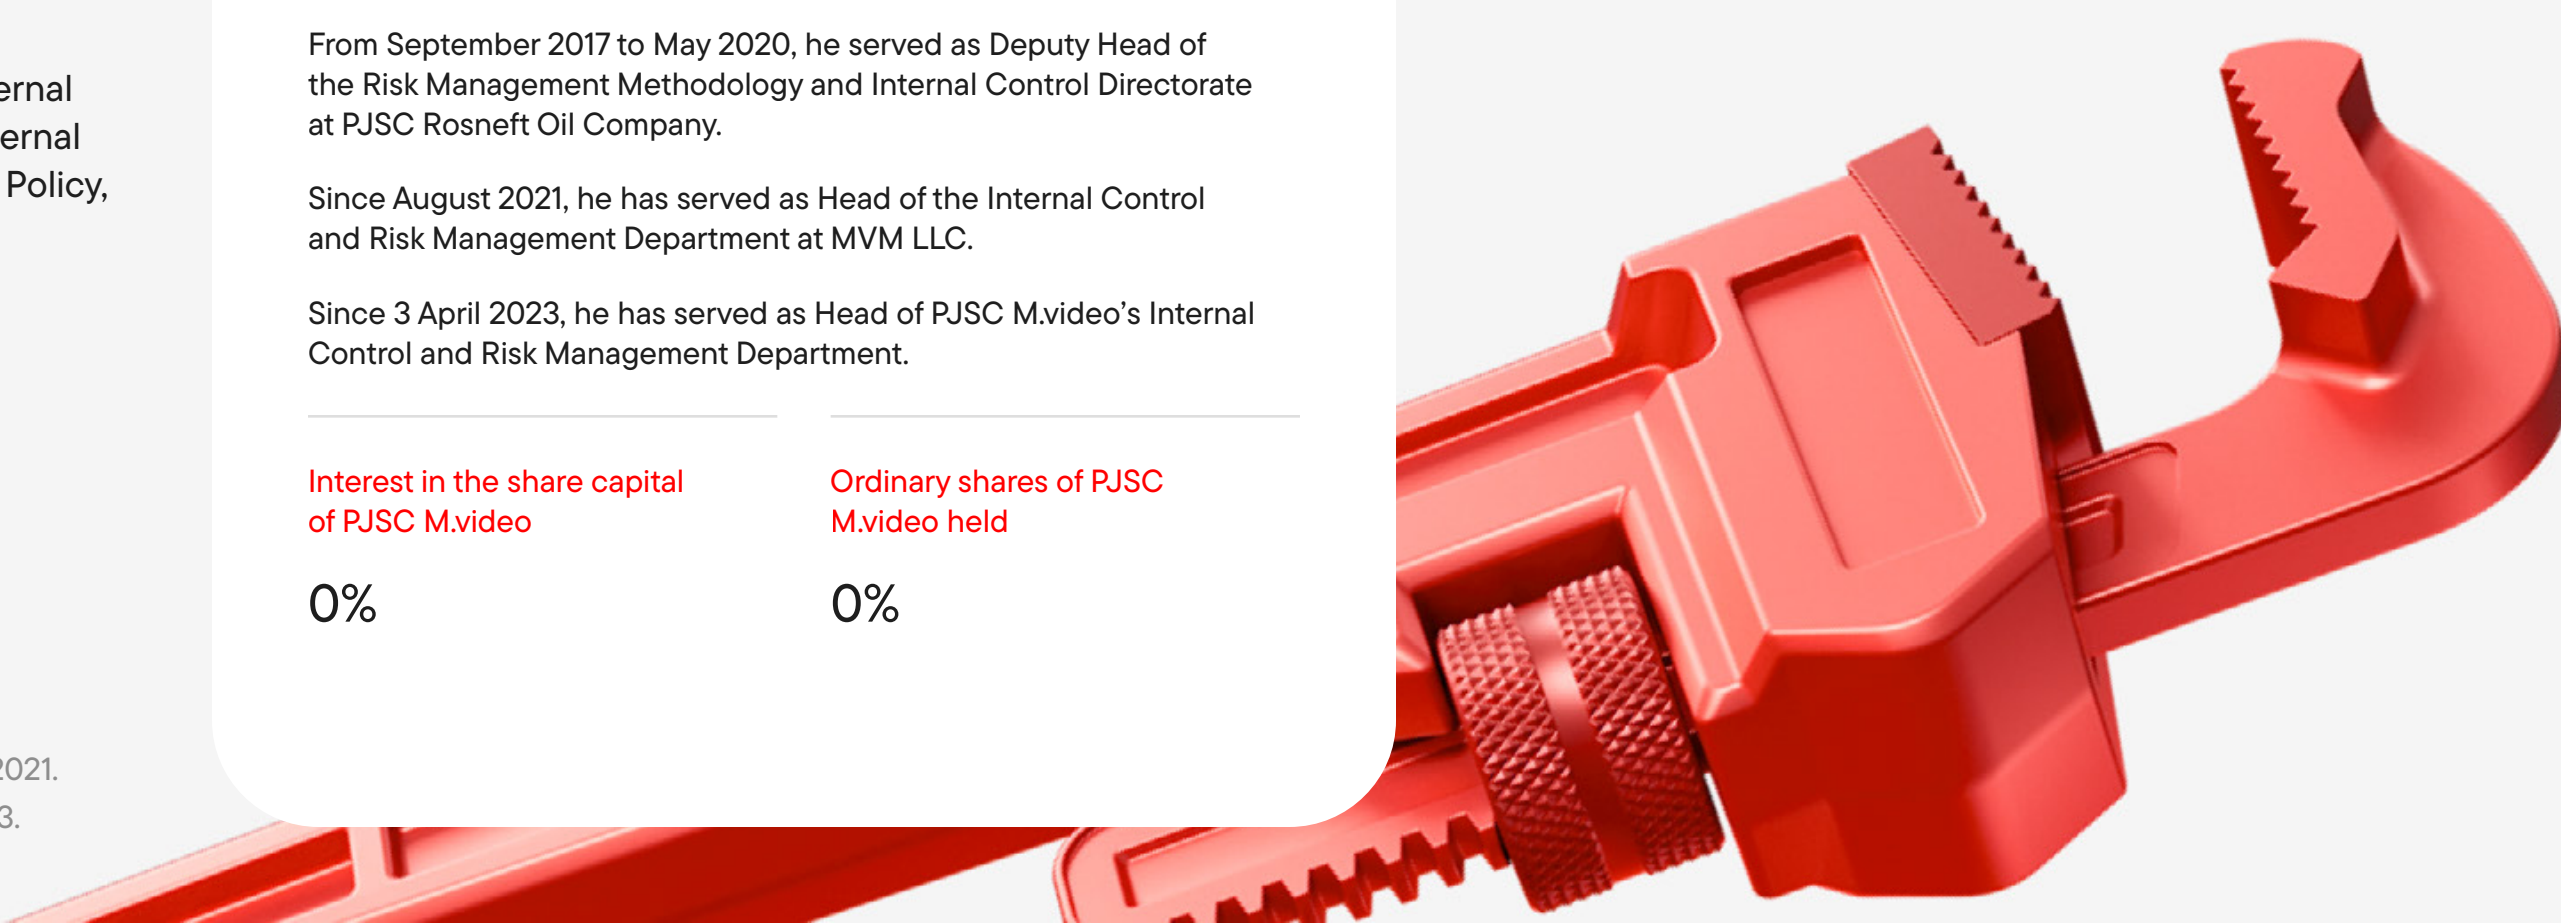 Policy,
2021.
3.
From September 2017 to May 2020, he served as Deputy Head of
the Risk Management Methodology and Internal Control Directorate
at PJSC Rosneft Oil Company.
Since August 2021, he has served as Head of the Internal Control
and Risk Management Department at MVM LLC.
Since 3 April 2023, he has served as Head of PJSC M.video’s Internal
Control and Risk Management Department.
Interest in the share capital
of PJSC M.video
0%
Ordinary shares of PJSC
M.video held
0%